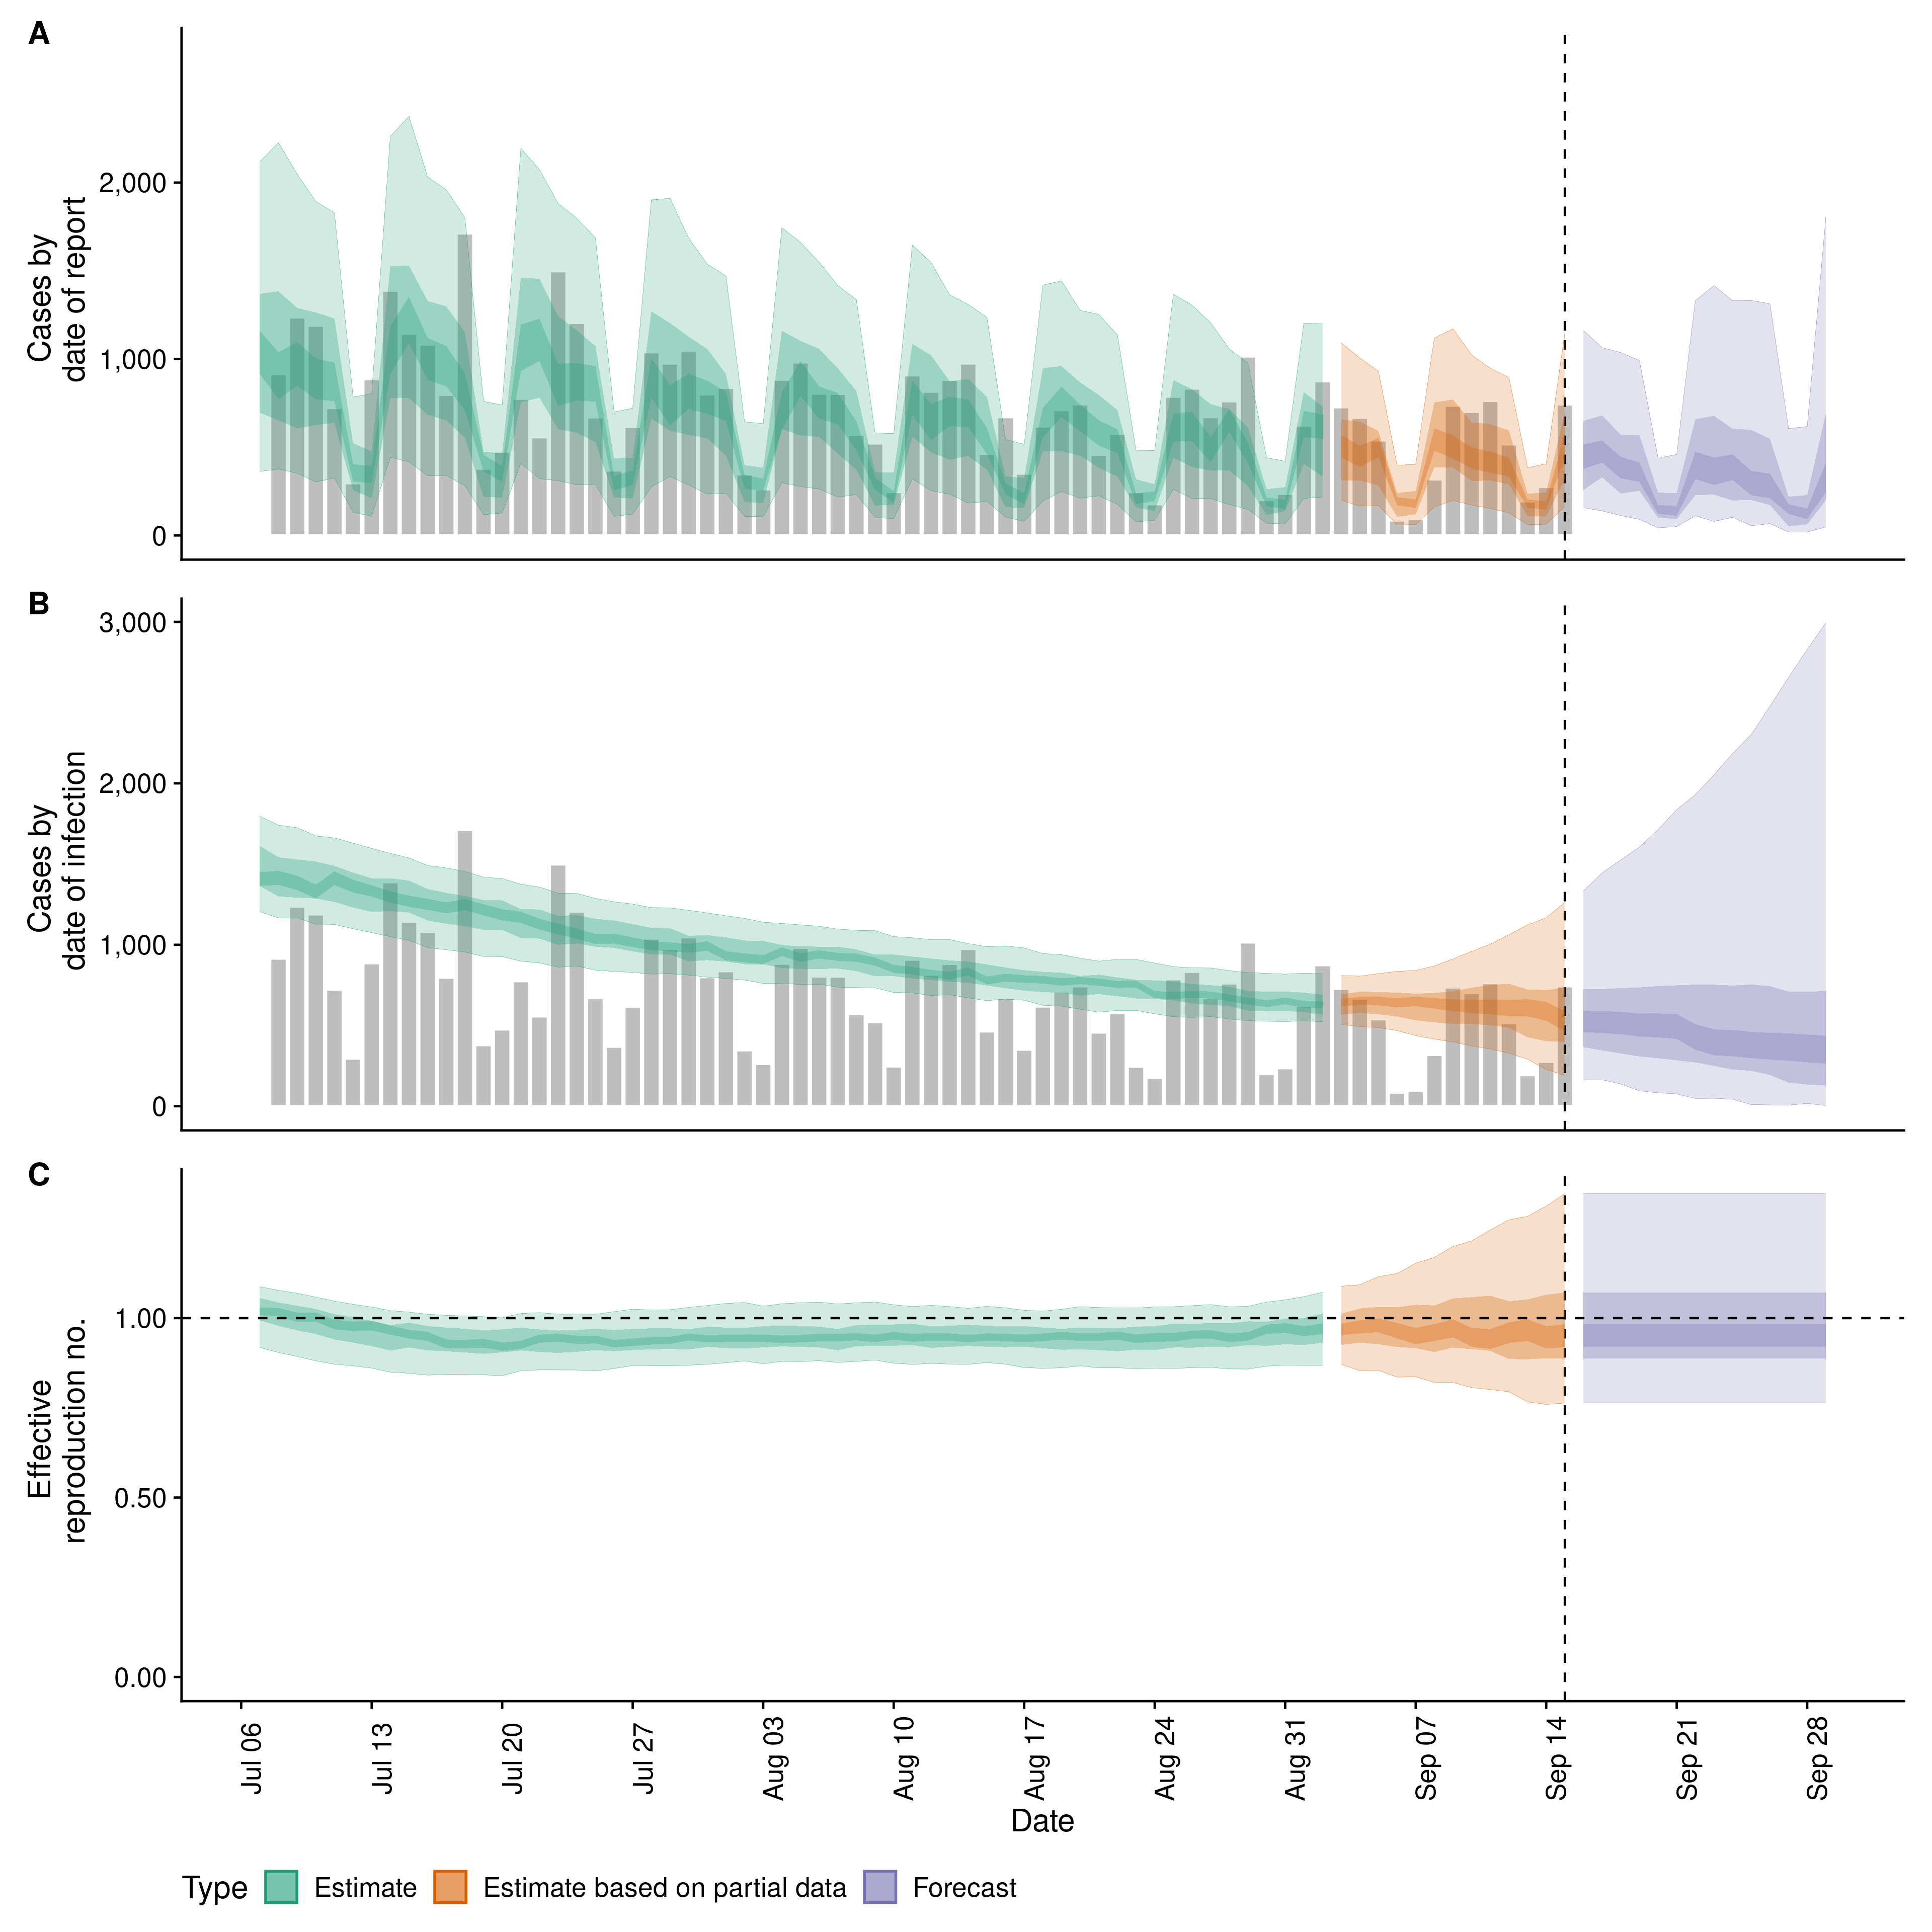 A
Cases by
date of report
2,000
1,000
0
B
Cases by
date of infection
3,000
2,000
1,000
0
C
Effective
reproduction no.
1.00
0.50
0.00
Jul 06
Jul 13
Jul 20
Jul 27
Aug 03
Aug 10
Aug 17
Aug 24
Aug 31
Sep 07
Sep 14
Sep 21
Sep 28
Date
Type Estimate Estimate based on partial data Forecast